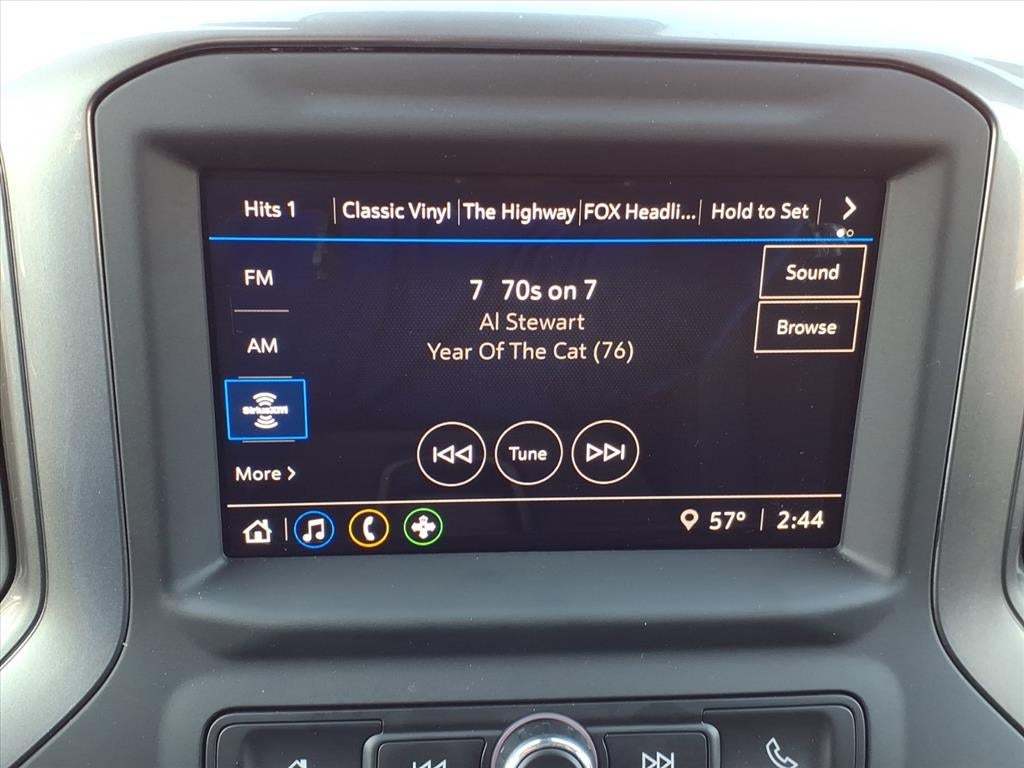 Hits 1 Classic Vinyl The Highway FOX Headli... Hold to Set
FM
AM
SiriusXM
More
7 70s on 7
Al Stewart
Year Of The Cat (76)
Sound
Browse
Tune
57° 2:44